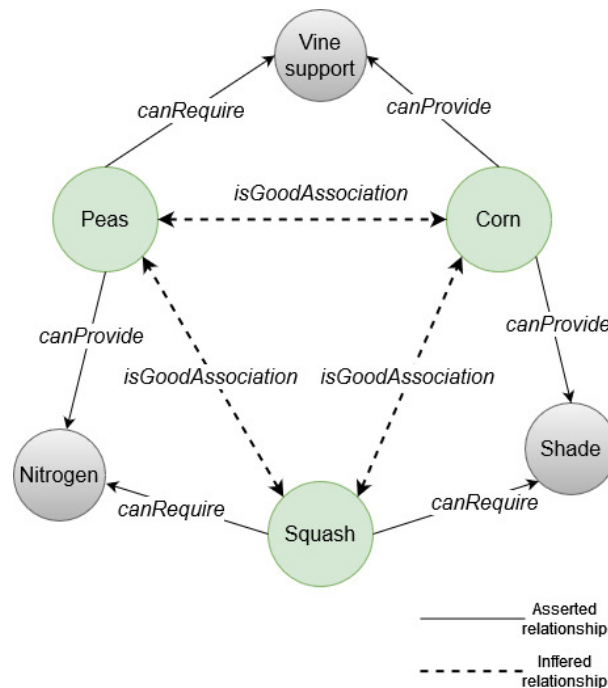 Vine
support
canRequire
canProvide
isGoodAssociation
Peas
Corn
canProvide
canProvide
isGoodAssociation
isGoodAssociation
Nitrogen
Shade
canRequire
canRequire
Squash
Asserted
relationship
Inffered
relationship